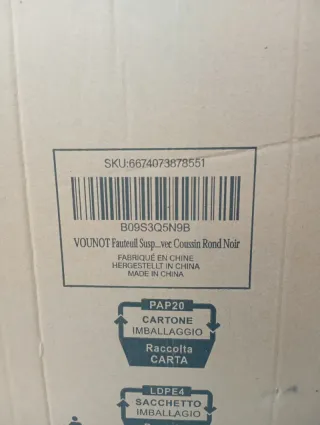 SKU:6674073878551
B09S3Q5N9B
VOUNOT Fauteuil Susp...vec Coussin Rond Noir
FABRIQUÉ EN CHINE
HERGESTELLT IN CHINA
MADE IN CHINA
PAP20
CARTONE
IMBALLAGGIO
Raccolta
CARTA
LDPE4
SACCHETTO
IMBALLAGIO